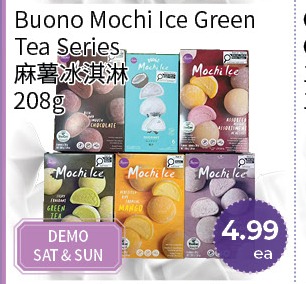 Buono Mochi Ice Green
Tea Series
麻薯冰淇淋
208g
Mochi Ice
CHOCOLATE
Mochi Ice
Mochi Ice
Mochi Ice
GREEN
TEA
Mochi Ice
MANGO
Mochi Ice
DEMO
SAT & SUN
4.99
ea